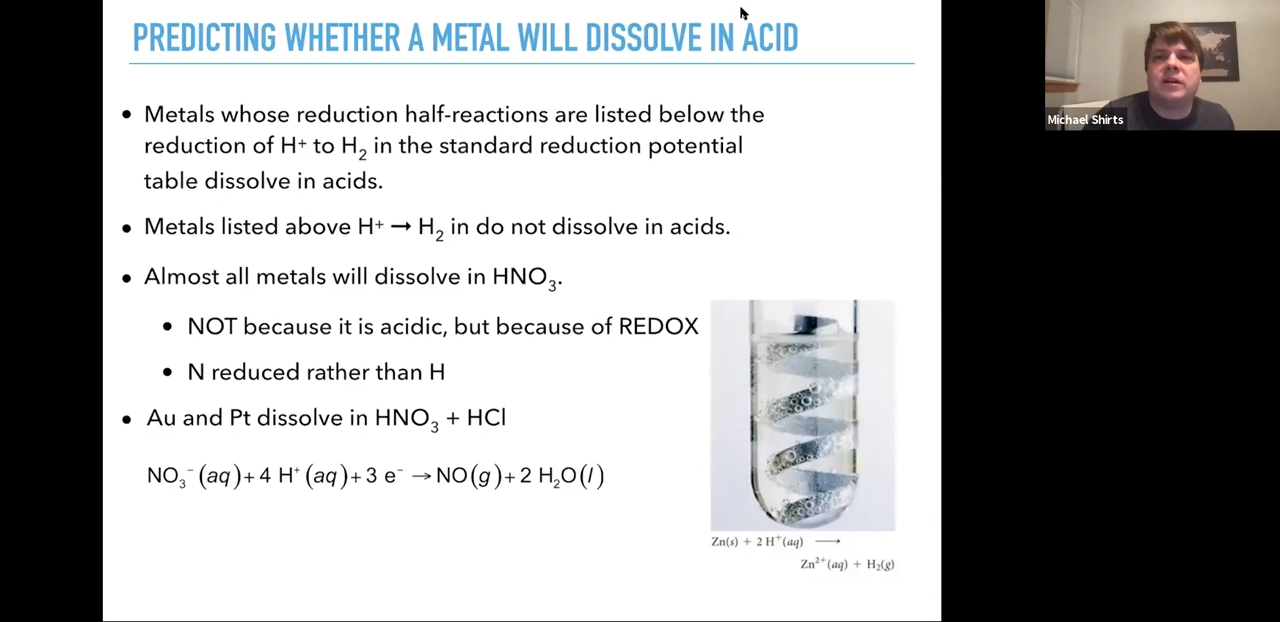 PREDICTING WHETHER A METAL WILL DISSOLVE IN ACID
Michael Shirts
• Metals whose reduction half-reactions are listed below the
reduction of H⁺ to H₂ in the standard reduction potential
table dissolve in acids.
• Metals listed above H⁺ → H₂ in do not dissolve in acids.
• Almost all metals will dissolve in HNO₃.
• NOT because it is acidic, but because of REDOX
• N reduced rather than H
• Au and Pt dissolve in HNO₃ + HCl
NO₃⁻(aq)+4 H⁺(aq)+3 e⁻ →NO(g)+2 H₂O(l)
Zn(s) + 2 H⁺(aq) ⟶
Zn²⁺(aq) + H₂(g)